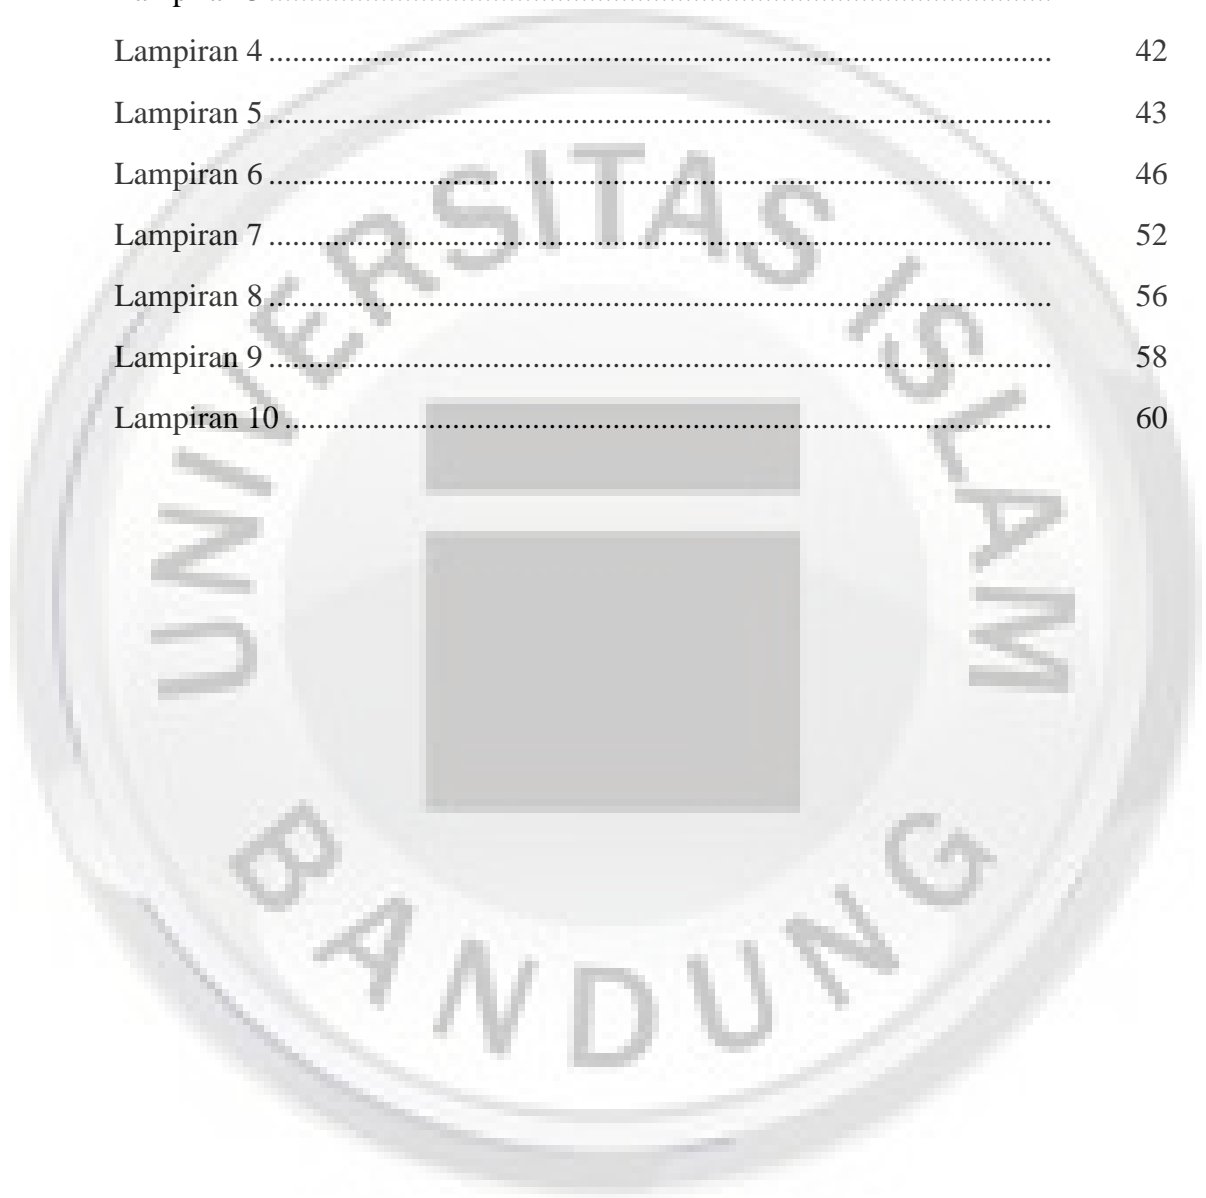 Lampiran 4 ........................................................................................ 42
Lampiran 5 ........................................................................................ 43
Lampiran 6 ........................................................................................ 46
Lampiran 7 ........................................................................................ 52
Lampiran 8 ........................................................................................ 56
Lampiran 9 ........................................................................................ 58
Lampiran 10 ...................................................................................... 60
UNIVERSITAS ISLAM
BANDUNG